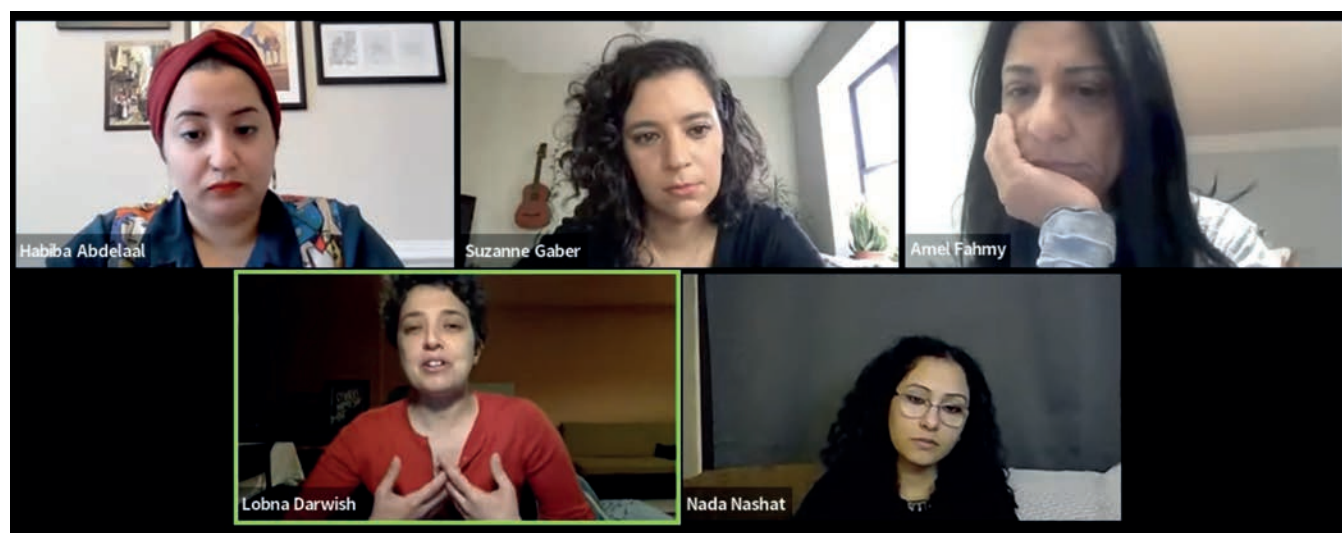 Habiba Abdelaal
Suzanne Gaber
Amel Fahmy
Lobna Darwish
Nada Nashat